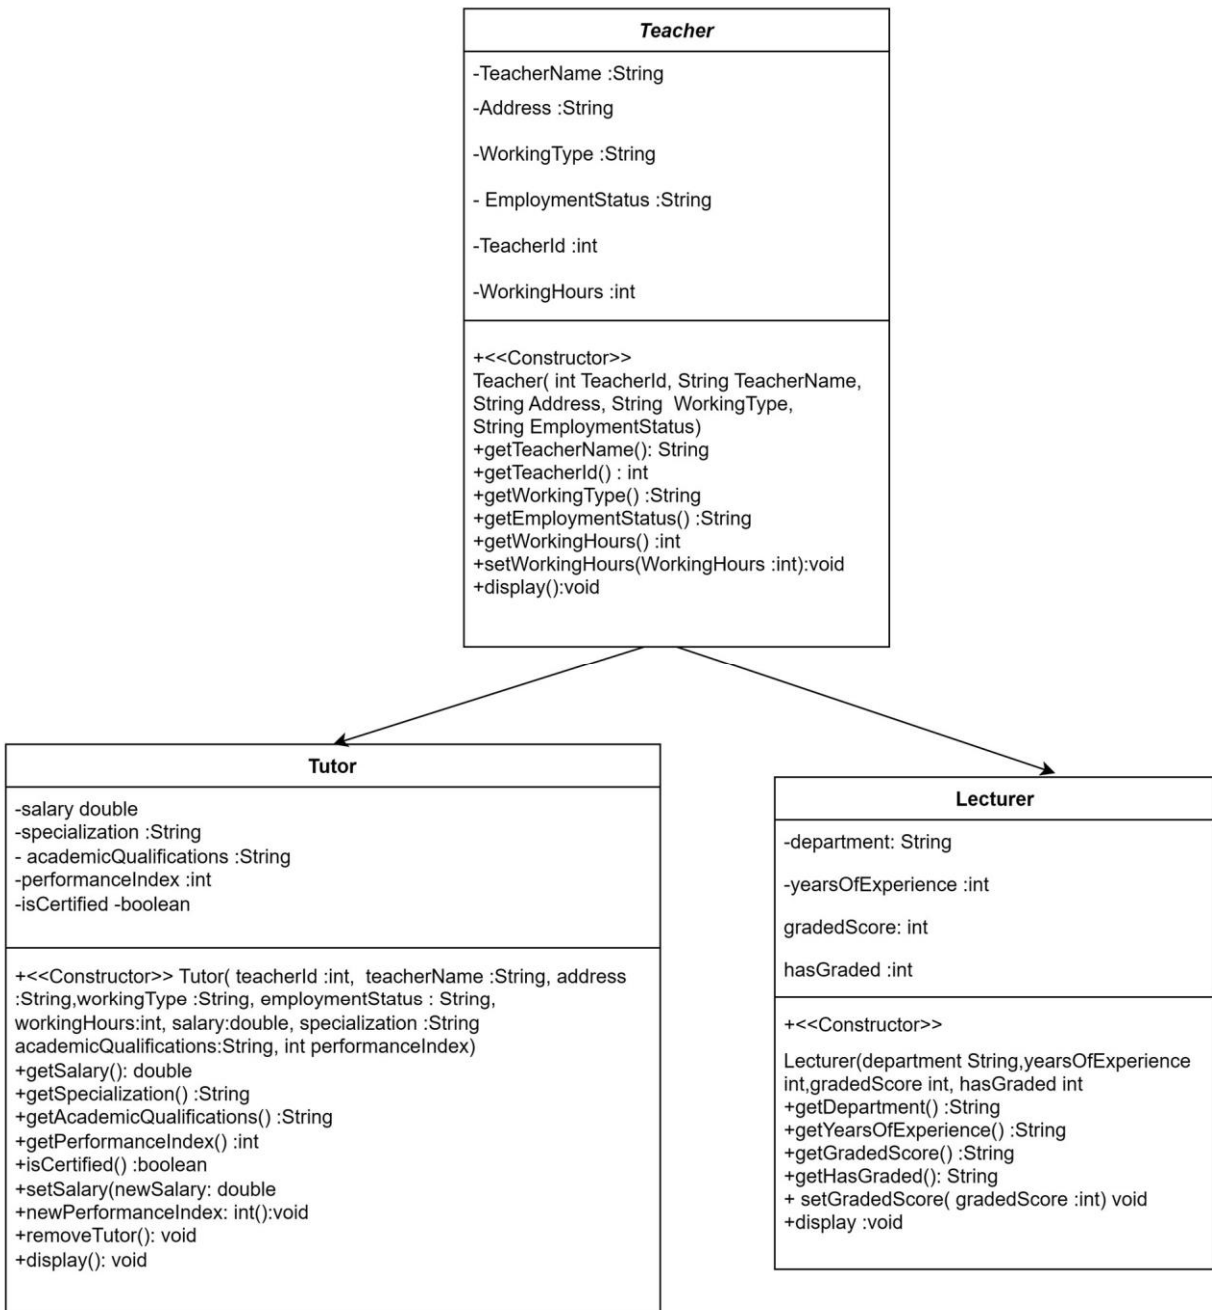 Teacher
-TeacherName :String
-Address :String
-WorkingType :String
- EmploymentStatus :String
-TeacherId :int
-WorkingHours :int
+<<Constructor>>
Teacher( int TeacherId, String TeacherName,
String Address, String  WorkingType,
String EmploymentStatus)
+getTeacherName(): String
+getTeacherId() : int
+getWorkingType() :String
+getEmploymentStatus() :String
+getWorkingHours() :int
+setWorkingHours(WorkingHours :int):void
+display():void
Tutor
-salary double
-specialization :String
- academicQualifications :String
-performanceIndex :int
-isCertified -boolean
+<<Constructor>> Tutor( teacherId :int,  teacherName :String, address
:String,workingType :String, employmentStatus : String,
workingHours:int, salary:double, specialization :String
academicQualifications:String, int performanceIndex)
+getSalary(): double
+getSpecialization() :String
+getAcademicQualifications() :String
+getPerformanceIndex() :int
+isCertified() :boolean
+setSalary(newSalary: double
+newPerformanceIndex: int():void
+removeTutor(): void
+display(): void
Lecturer
-department: String
-yearsOfExperience :int
gradedScore: int
hasGraded :int
+<<Constructor>>
Lecturer(department String,yearsOfExperience
int,gradedScore int, hasGraded int
+getDepartment() :String
+getYearsOfExperience() :String
+getGradedScore() :String
+getHasGraded(): String
+ setGradedScore( gradedScore :int) void
+display :void